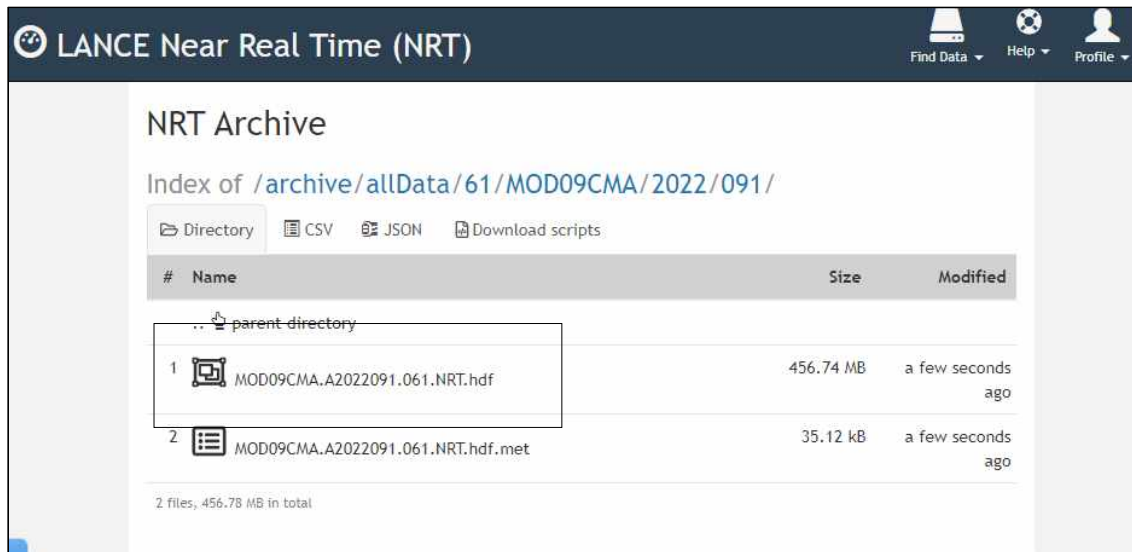 LANCE Near Real Time (NRT)
Find Data Help Profile
NRT Archive
Index of /archive/allData/61/MOD09CMA/2022/091/
Directory CSV JSON Download scripts
# Name Size Modified
.. parent directory
1 MOD09CMA.A2022091.061.NRT.hdf 456.74 MB a few seconds
ago
2 MOD09CMA.A2022091.061.NRT.hdf.met 35.12 kB a few seconds
ago
2 files, 456.78 MB in total